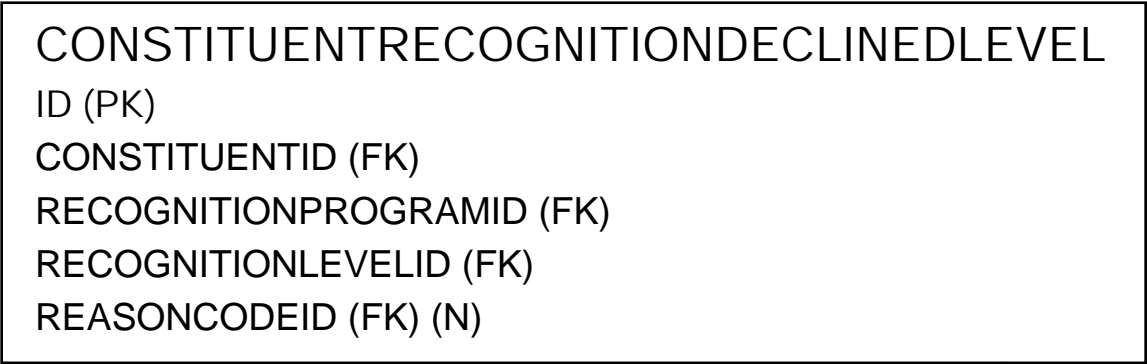 CONSTITUENTRECOGNITIONDECLINEDLEVEL
ID (PK)
CONSTITUENTID (FK)
RECOGNITIONPROGRAMID (FK)
RECOGNITIONLEVELID (FK)
REASONCODEID (FK) (N)